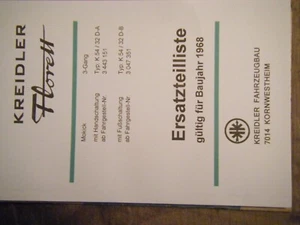 KREIDLER
Florett
Mokick 3-Gang
mit Handschaltung Typ: K 54 / 32 D-A
ab Fahrgestell-Nr. 3 443 151
mit Fußschaltung Typ: K 54 / 32 D-B
ab Fahrgestell-Nr. 3 047 351
Ersatzteilliste
gültig für Baujahr 1968
KREIDLER FAHRZEUGBAU
7014 KORNWESTHEIM